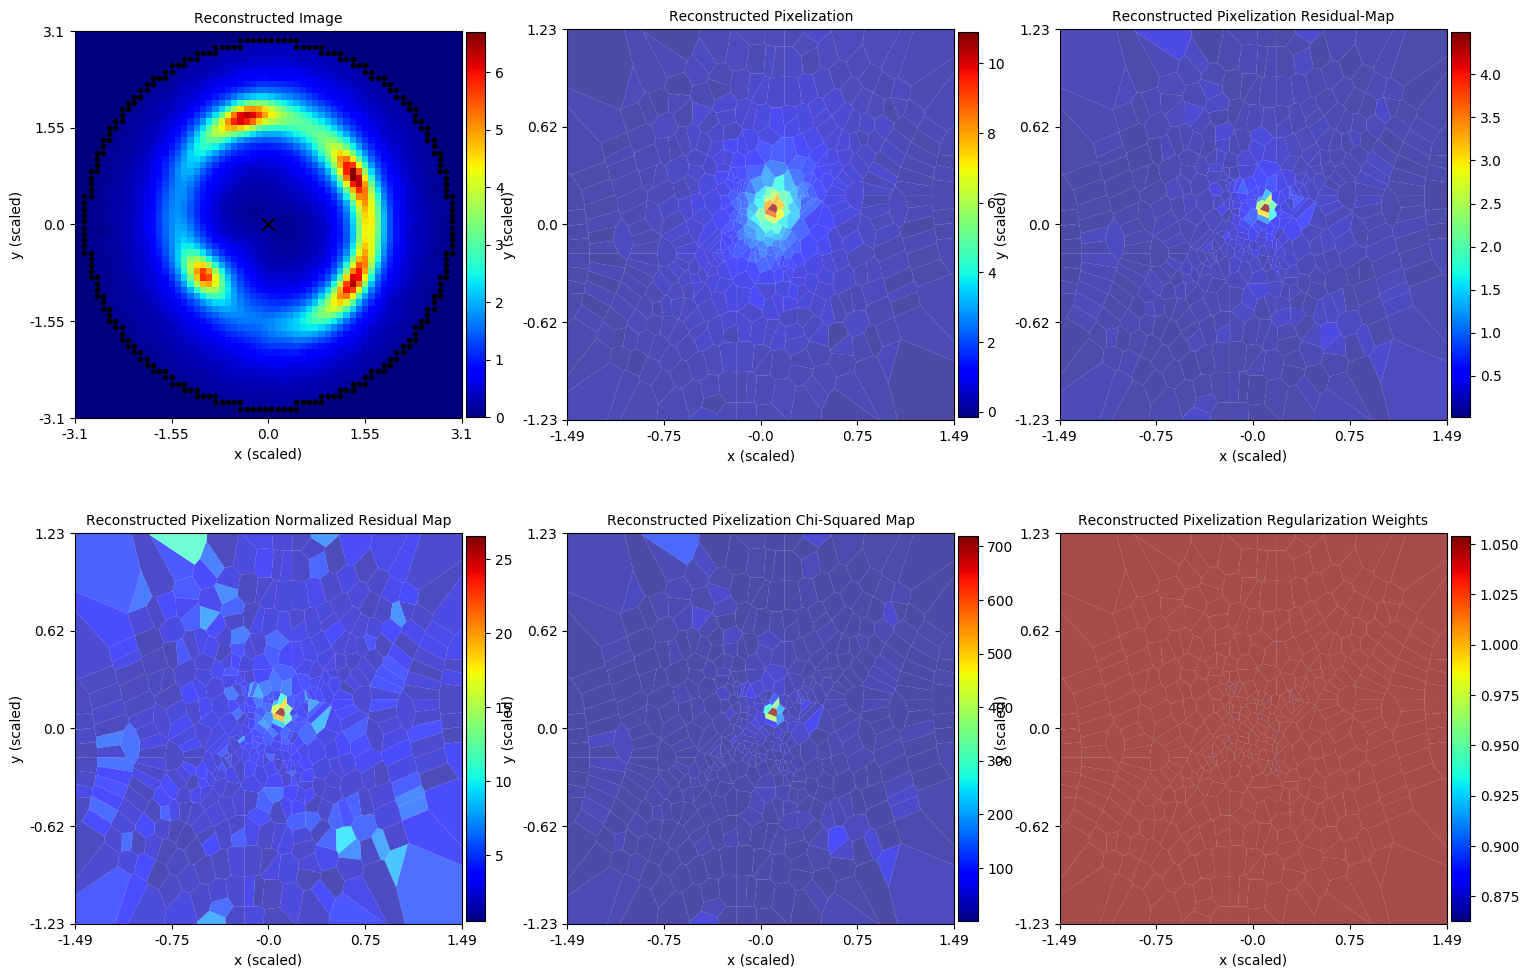 Reconstructed Image
3.1
1.55
0.0
-1.55
-3.1
y (scaled)
-3.1 -1.55 0.0 1.55 3.1
x (scaled)
6
5
4
3
2
1
0
Reconstructed Pixelization
1.23
0.62
0.0
-0.62
-1.23
y (scaled)
-1.49 -0.75 -0.0 0.75 1.49
x (scaled)
10
8
6
4
2
0
Reconstructed Pixelization Residual-Map
1.23
0.62
0.0
-0.62
-1.23
y (scaled)
-1.49 -0.75 -0.0 0.75 1.49
x (scaled)
4.0
3.5
3.0
2.5
2.0
1.5
1.0
0.5
Reconstructed Pixelization Normalized Residual Map
1.23
0.62
0.0
-0.62
-1.23
y (scaled)
-1.49 -0.75 -0.0 0.75 1.49
x (scaled)
25
20
15
10
5
Reconstructed Pixelization Chi-Squared Map
1.23
0.62
0.0
-0.62
-1.23
y (scaled)
-1.49 -0.75 -0.0 0.75 1.49
x (scaled)
700
600
500
400
300
200
100
Reconstructed Pixelization Regularization Weights
1.23
0.62
0.0
-0.62
-1.23
y (scaled)
-1.49 -0.75 -0.0 0.75 1.49
x (scaled)
1.050
1.025
1.000
0.975
0.950
0.925
0.900
0.875